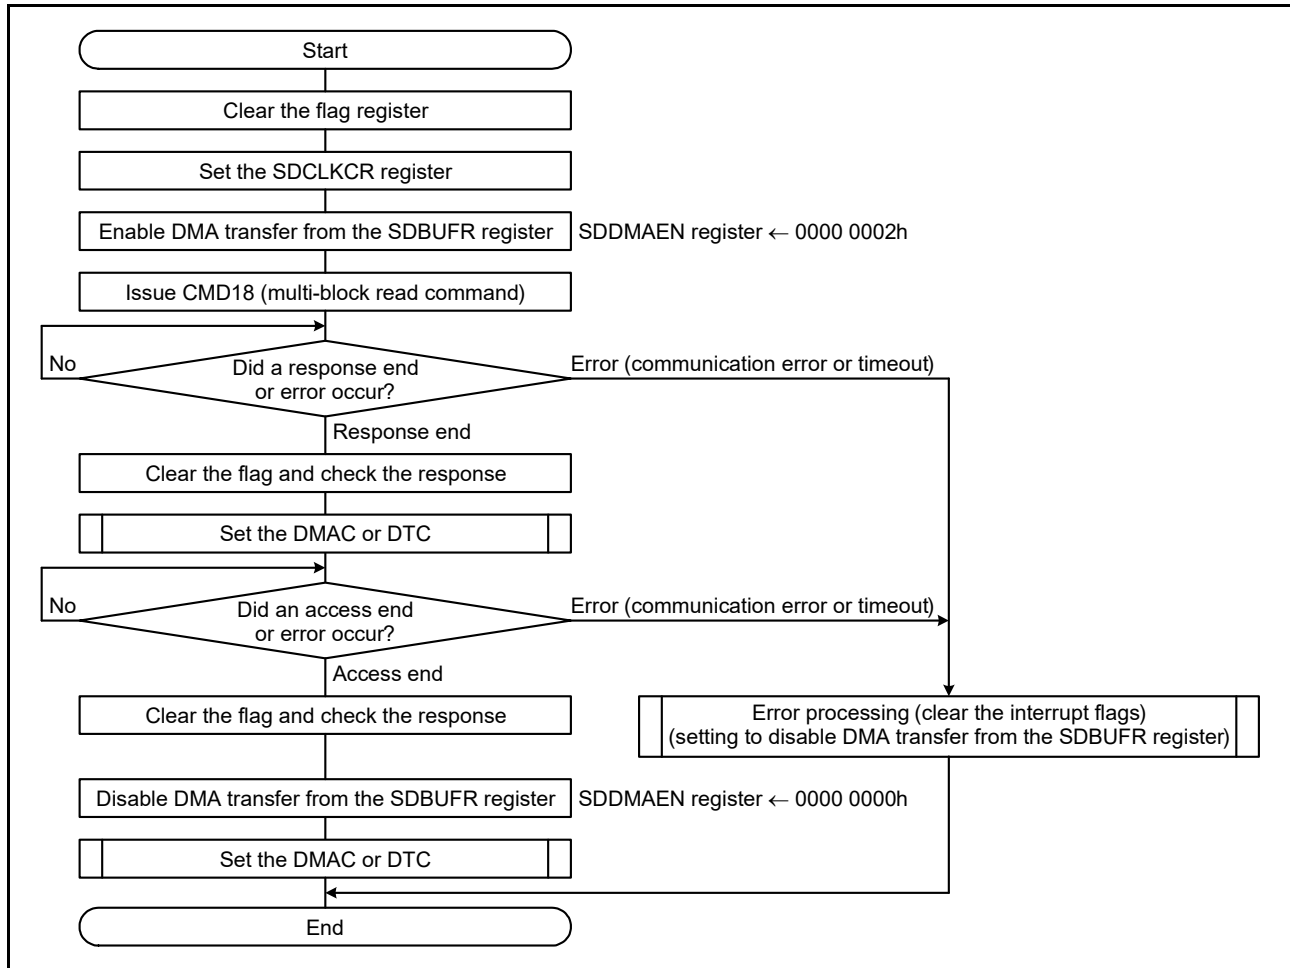 Start
Clear the flag register
Set the SDCLKCR register
Enable DMA transfer from the SDBUFR register
SDDMAEN register ← 0000 0002h
Issue CMD18 (multi-block read command)
No
Did a response end
or error occur?
Error (communication error or timeout)
Response end
Clear the flag and check the response
Set the DMAC or DTC
No
Did an access end
or error occur?
Error (communication error or timeout)
Access end
Clear the flag and check the response
Error processing (clear the interrupt flags)
(setting to disable DMA transfer from the SDBUFR register)
Disable DMA transfer from the SDBUFR register
SDDMAEN register ← 0000 0000h
Set the DMAC or DTC
End